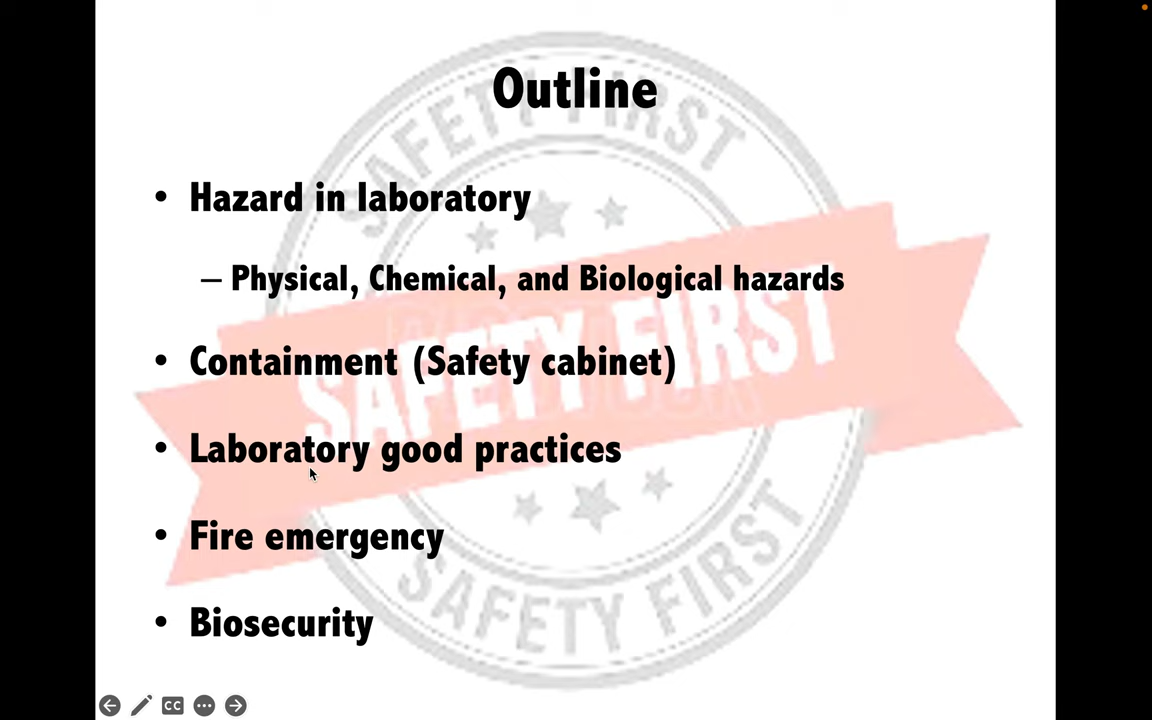 Outline
• Hazard in laboratory
– Physical, Chemical, and Biological hazards
• Containment (Safety cabinet)
• Laboratory good practices
• Fire emergency
• Biosecurity
SAFETY FIRST
SAFETY FIRST
SAFETY FIRST
CC